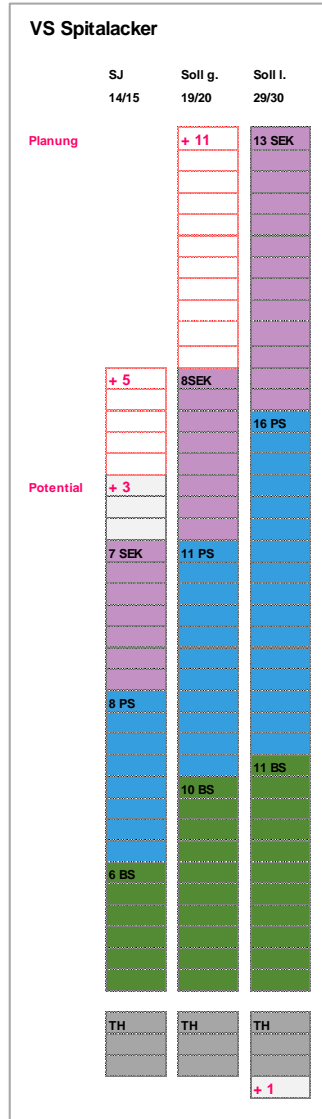 VS Spitalacker
SJ Soll g. Soll l.
14/15 19/20 29/30
Planung + 11 13 SEK
+ 5 8SEK
16 PS
Potential + 3
7 SEK 11 PS
8 PS
11 BS
10 BS
6 BS
TH TH TH
+ 1